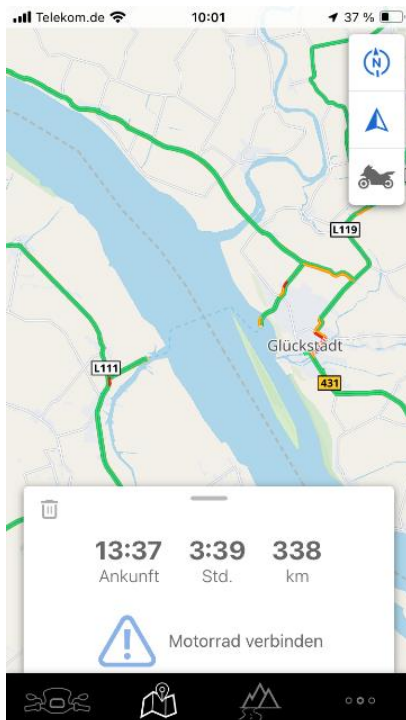 Telekom.de 10:01 37 %
N
L119
Glückstadt
L111
431
13:37 3:39 338
Ankunft Std. km
Motorrad verbinden